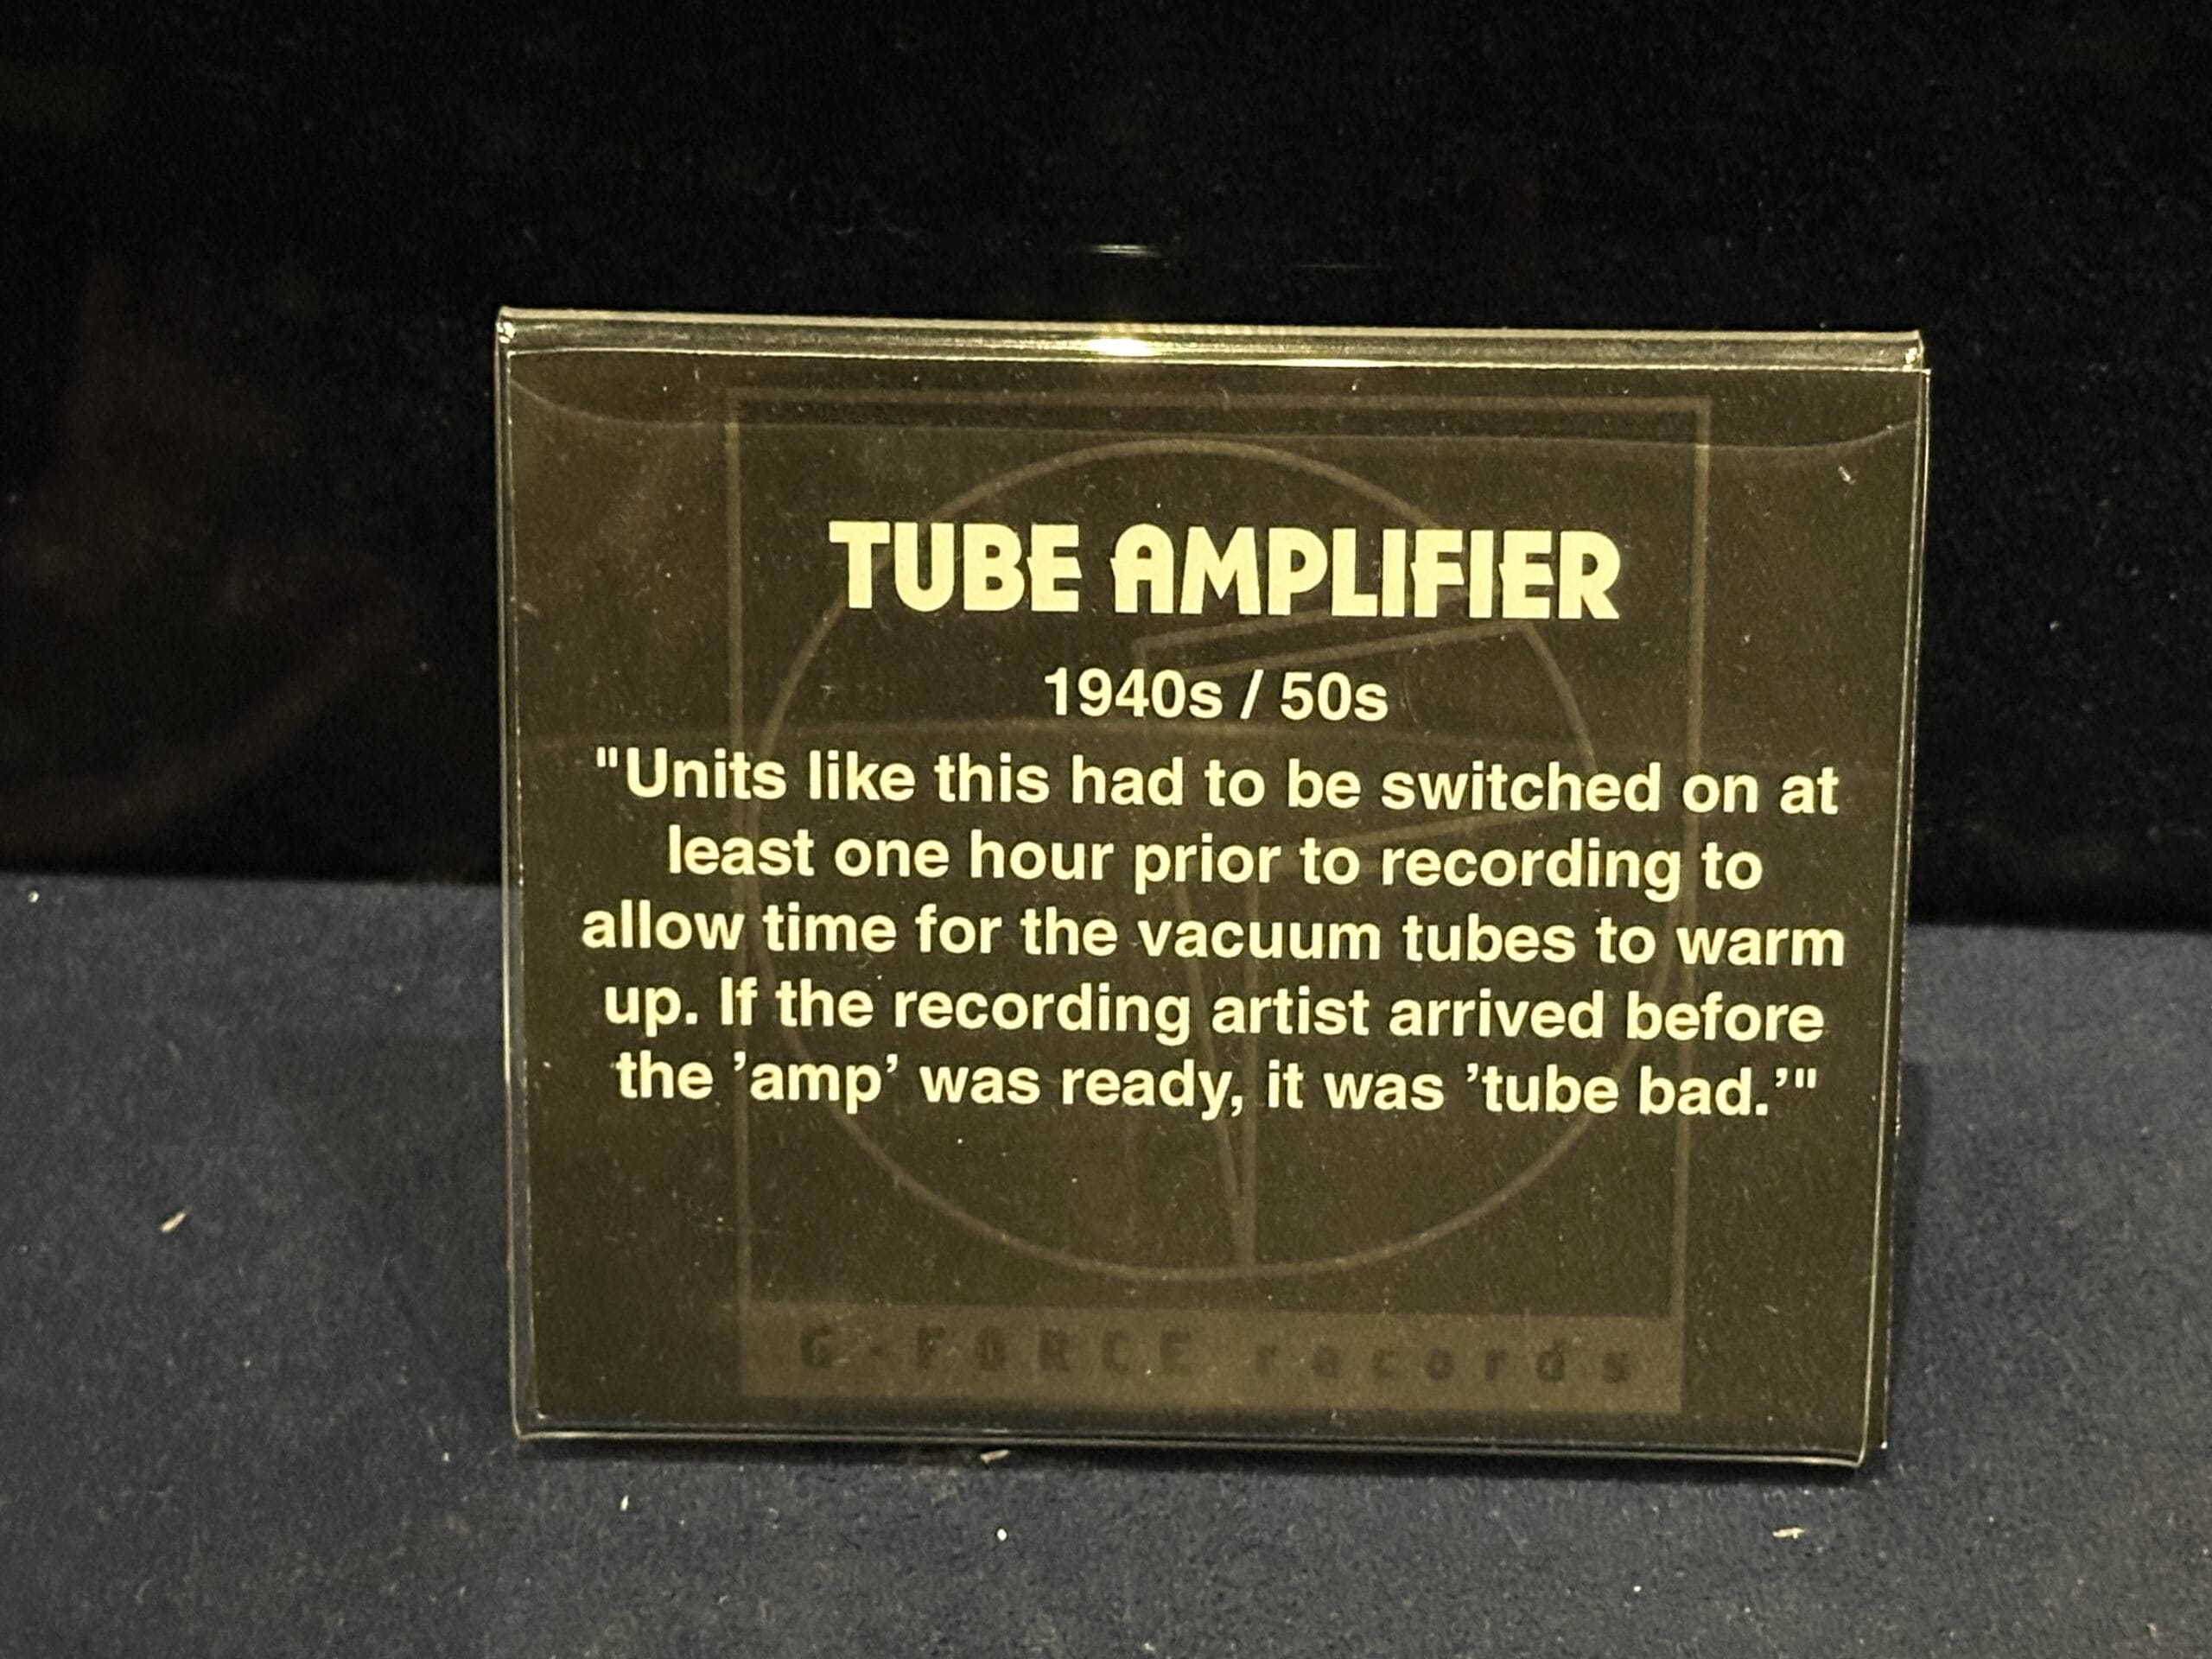 TUBE AMPLIFIER
1940s / 50s
"Units like this had to be switched on at
least one hour prior to recording to
allow time for the vacuum tubes to warm
up. If the recording artist arrived before
the ’amp’ was ready, it was ’tube bad.’"
G-FORCE records